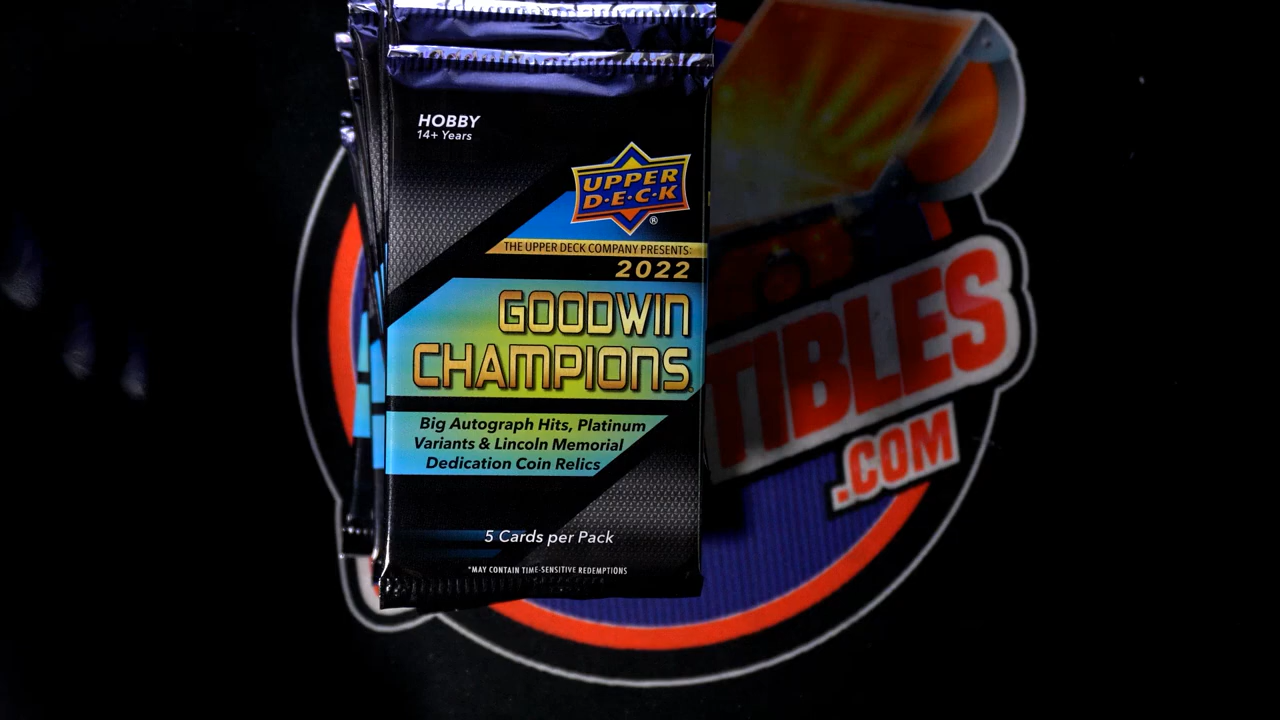 HOBBY
14+ Years
UPPER
D·E·C·K
®
THE UPPER DECK COMPANY PRESENTS:
2022
GOODWIN
CHAMPIONS
Big Autograph Hits, Platinum
Variants & Lincoln Memorial
Dedication Coin Relics
5 Cards per Pack
*MAY CONTAIN TIME-SENSITIVE REDEMPTIONS
TIBLES
.COM